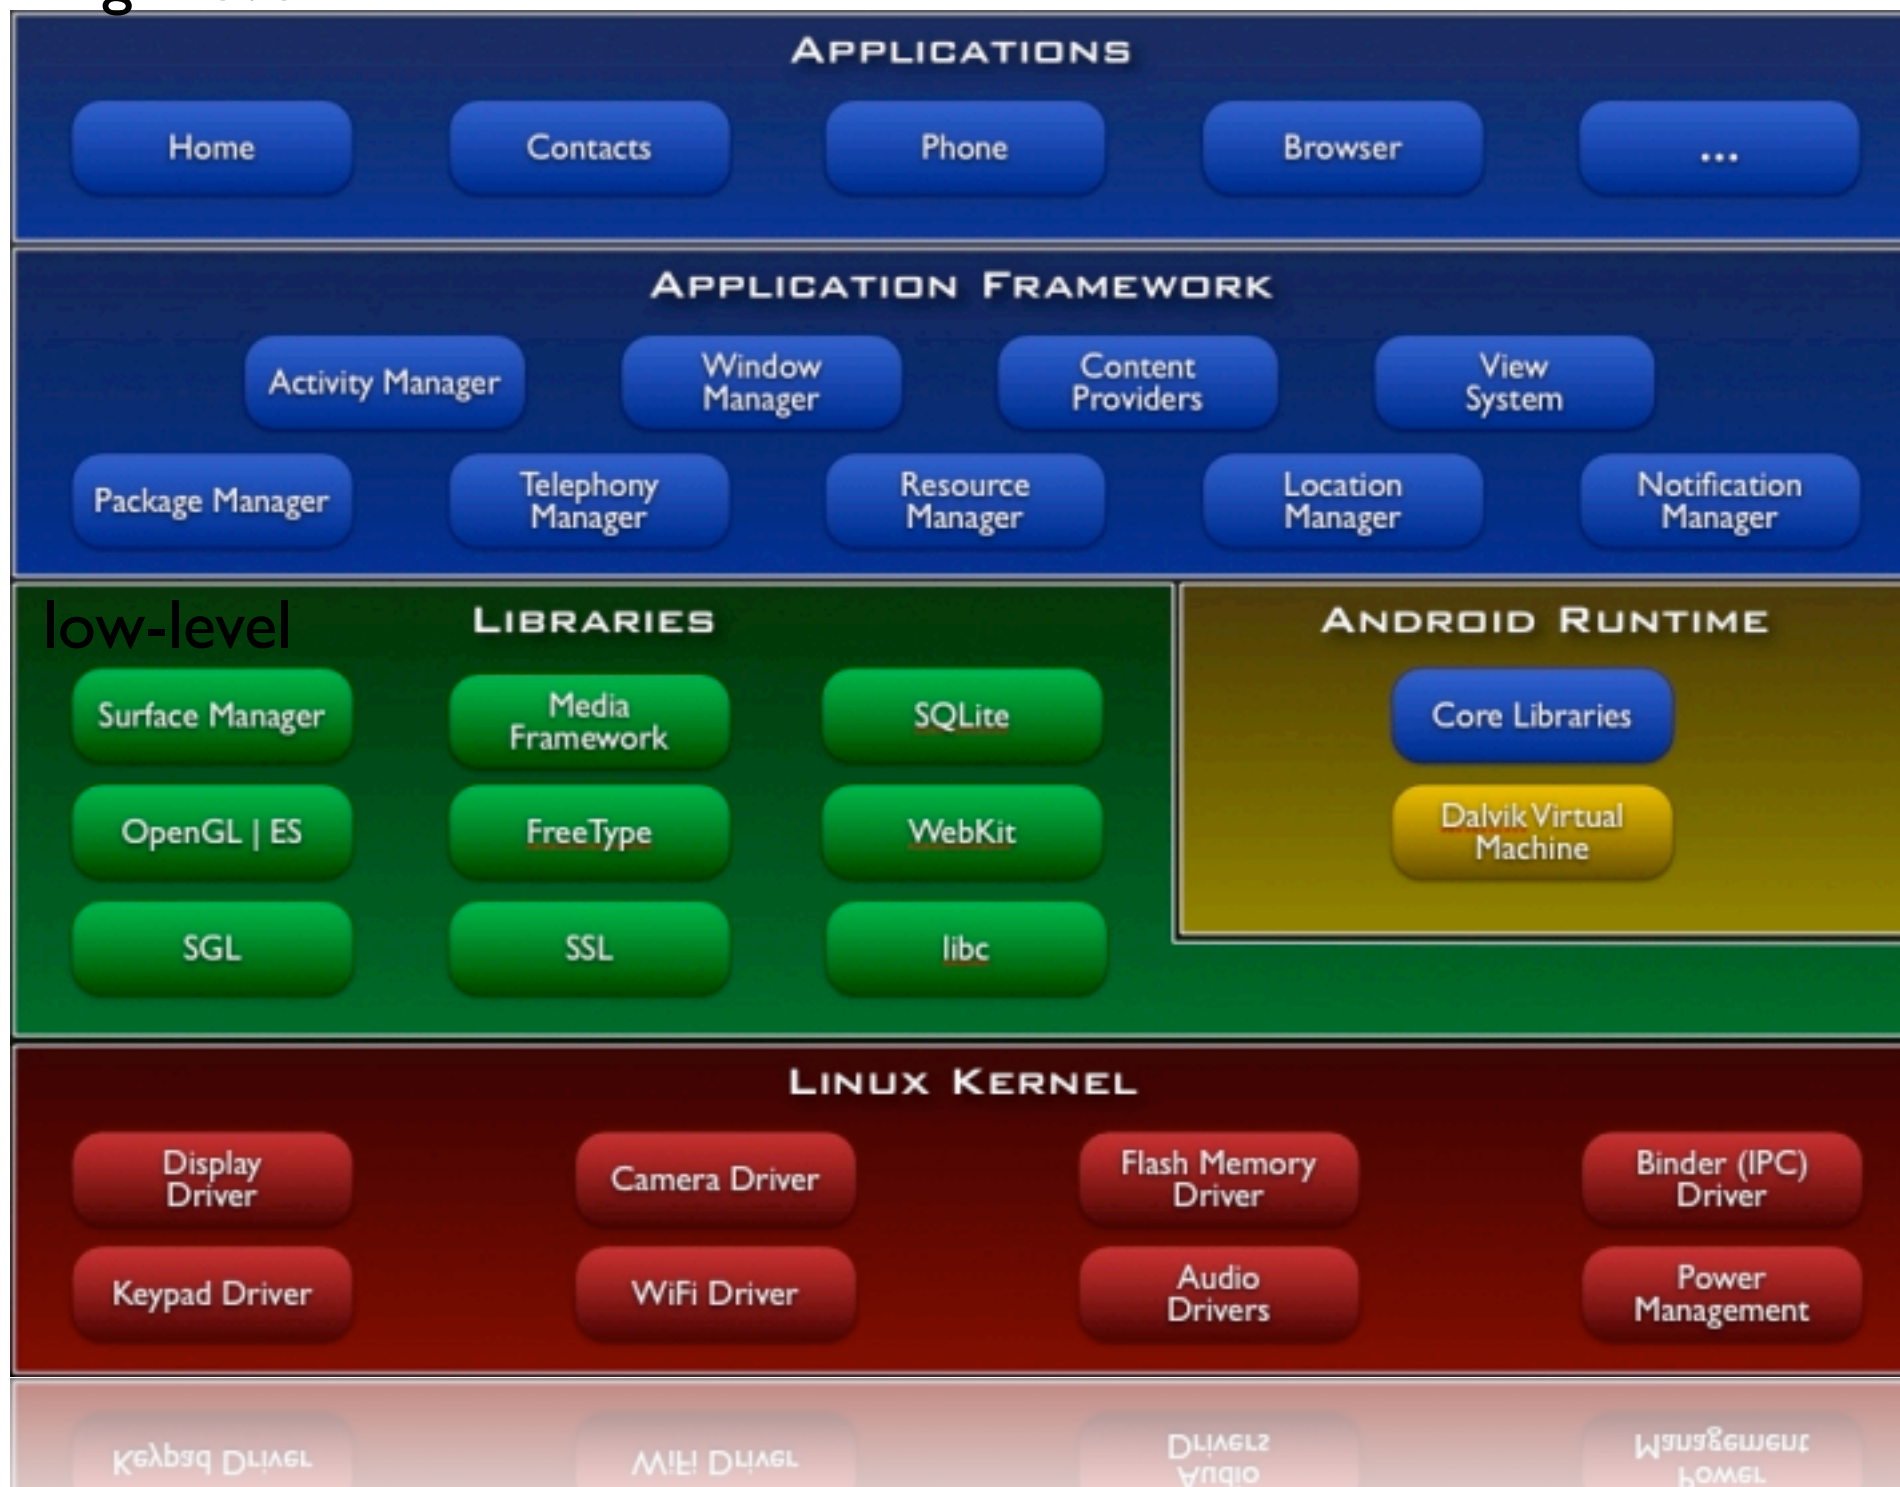 APPLICATIONS
Home
Contacts
Phone
Browser
...
APPLICATION FRAMEWORK
Activity Manager
Window
Manager
Content
Providers
View
System
Package Manager
Telephony
Manager
Resource
Manager
Location
Manager
Notification
Manager
low-level
LIBRARIES
Surface Manager
Media
Framework
SQLite
OpenGL | ES
FreeType
WebKit
SGL
SSL
libc
ANDROID RUNTIME
Core Libraries
Dalvik Virtual
Machine
LINUX KERNEL
Display
Driver
Camera Driver
Flash Memory
Driver
Binder (IPC)
Driver
Keypad Driver
WiFi Driver
Audio
Drivers
Power
Management